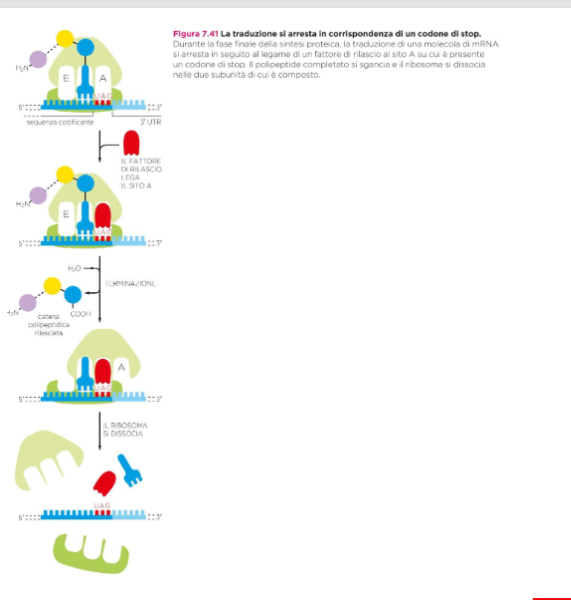 Figura 7.41 La traduzione si arresta in corrispondenza di un codone di stop.
Durante la fase finale della sintesi proteica, la traduzione di una molecola di mRNA
si arresta in seguito al legame di un fattore di rilascio al sito A su cui è presente
un codone di stop. Il polipeptide completato si sgancia e il ribosoma si dissocia
nelle due subunità di cui è composto.
H₂N
E A
UAG
5' 3'
sequenza codificante 3' UTR
IL FATTORE
DI RILASCIO
LEGA
IL SITO A
H₂N
E
UAG
5' 3'
H₂O
TERMINAZIONE
H₂N
COOH
catena
polipeptidica
rilasciata
A
UAG
5' 3'
IL RIBOSOMA
SI DISSOCIA
UAG
5' 3'